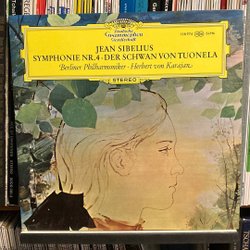 Deutsche
Grammophon
Gesellschaft
JEAN SIBELIUS
SYMPHONIE NR.4 · DER SCHWAN VON TUONELA
Berliner Philharmoniker · Herbert von Karajan
STEREO